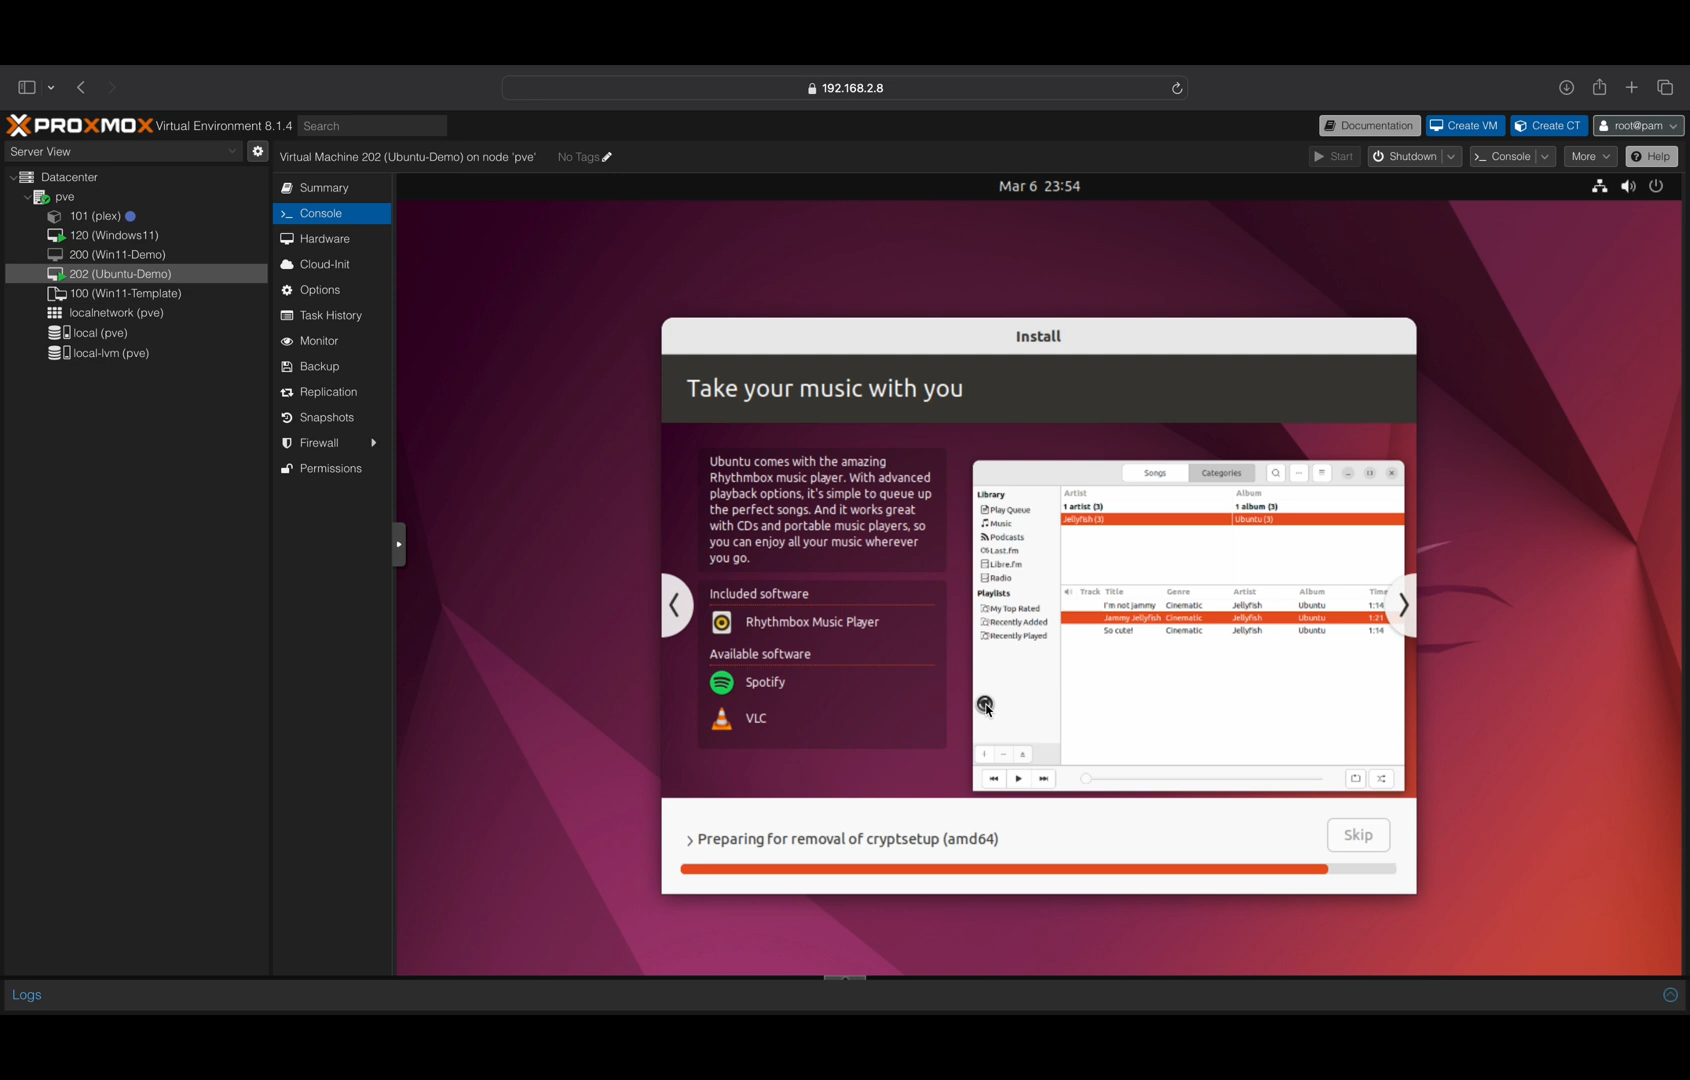 192.168.2.8
PROXMOX Virtual Environment 8.1.4 Search
Documentation Create VM Create CT root@pam
Server View
Virtual Machine 202 (Ubuntu-Demo) on node 'pve' No Tags
Start Shutdown Console More Help
Datacenter
pve
101 (plex)
120 (Windows11)
200 (Win11-Demo)
202 (Ubuntu-Demo)
100 (Win11-Template)
localnetwork (pve)
local (pve)
local-lvm (pve)
Summary
Console
Hardware
Cloud-Init
Options
Task History
Monitor
Backup
Replication
Snapshots
Firewall
Permissions
Mar 6 23:54
Install
Take your music with you
Ubuntu comes with the amazing
Rhythmbox music player. With advanced
playback options, it's simple to queue up
the perfect songs. And it works great
with CDs and portable music players, so
you can enjoy all your music wherever
you go.
Included software
Rhythmbox Music Player
Available software
Spotify
VLC
Songs Categories
Library
Play Queue
Music
Podcasts
Last.fm
Libre.fm
Radio
Playlists
My Top Rated
Recently Added
Recently Played
Artist Album
1 artist (3) 1 album (3)
Jellyfish (3) Ubuntu (3)
Track Title Genre Artist Album Time
I'm not jammy Cinematic Jellyfish Ubuntu 1:14
Jammy Jellyfish Cinematic Jellyfish Ubuntu 1:21
So cute! Cinematic Jellyfish Ubuntu 1:14
> Preparing for removal of cryptsetup (amd64)
Skip
Logs